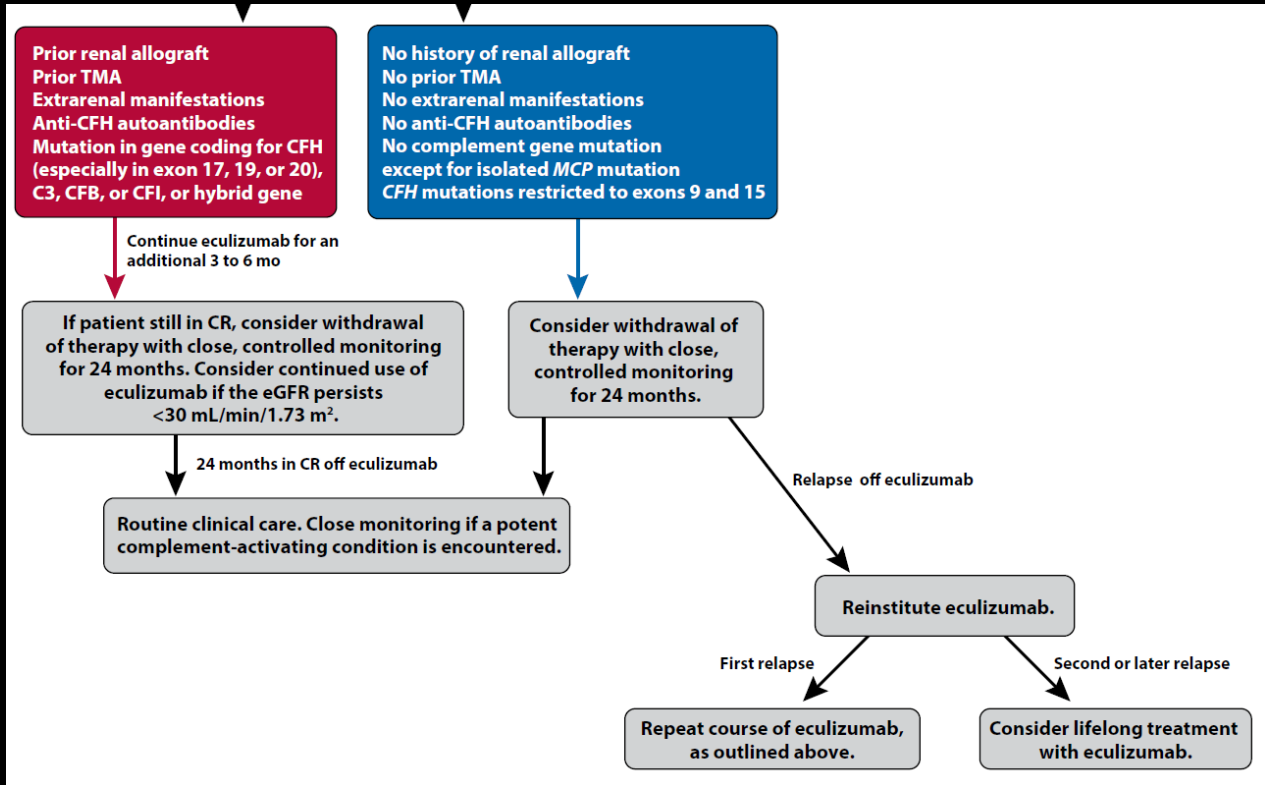 Prior renal allograft
Prior TMA
Extrarenal manifestations
Anti-CFH autoantibodies
Mutation in gene coding for CFH
(especially in exon 17, 19, or 20),
C3, CFB, or CFI, or hybrid gene
No history of renal allograft
No prior TMA
No extrarenal manifestations
No anti-CFH autoantibodies
No complement gene mutation
except for isolated MCP mutation
CFH mutations restricted to exons 9 and 15
Continue eculizumab for an
additional 3 to 6 mo
If patient still in CR, consider withdrawal
of therapy with close, controlled monitoring
for 24 months. Consider continued use of
eculizumab if the eGFR persists
<30 mL/min/1.73 m².
Consider withdrawal of
therapy with close,
controlled monitoring
for 24 months.
24 months in CR off eculizumab
Relapse off eculizumab
Routine clinical care. Close monitoring if a potent
complement-activating condition is encountered.
Reinstitute eculizumab.
First relapse
Second or later relapse
Repeat course of eculizumab,
as outlined above.
Consider lifelong treatment
with eculizumab.